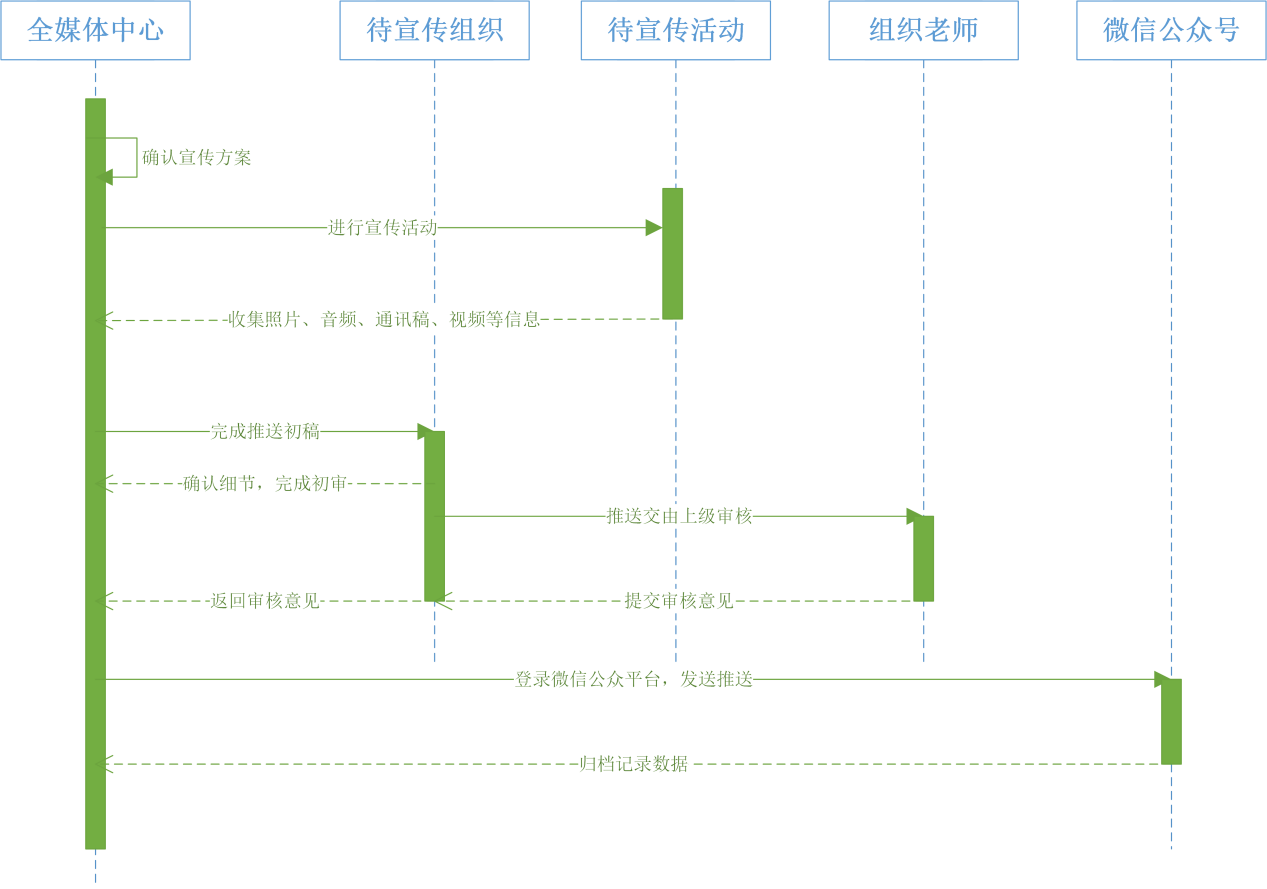 全媒体中心
待宣传组织
待宣传活动
组织老师
微信公众号
确认宣传方案
进行宣传活动
收集照片、音频、通讯稿、视频等信息
完成推送初稿
确认细节，完成初审
推送交由上级审核
返回审核意见
提交审核意见
登录微信公众平台，发送推送
归档记录数据